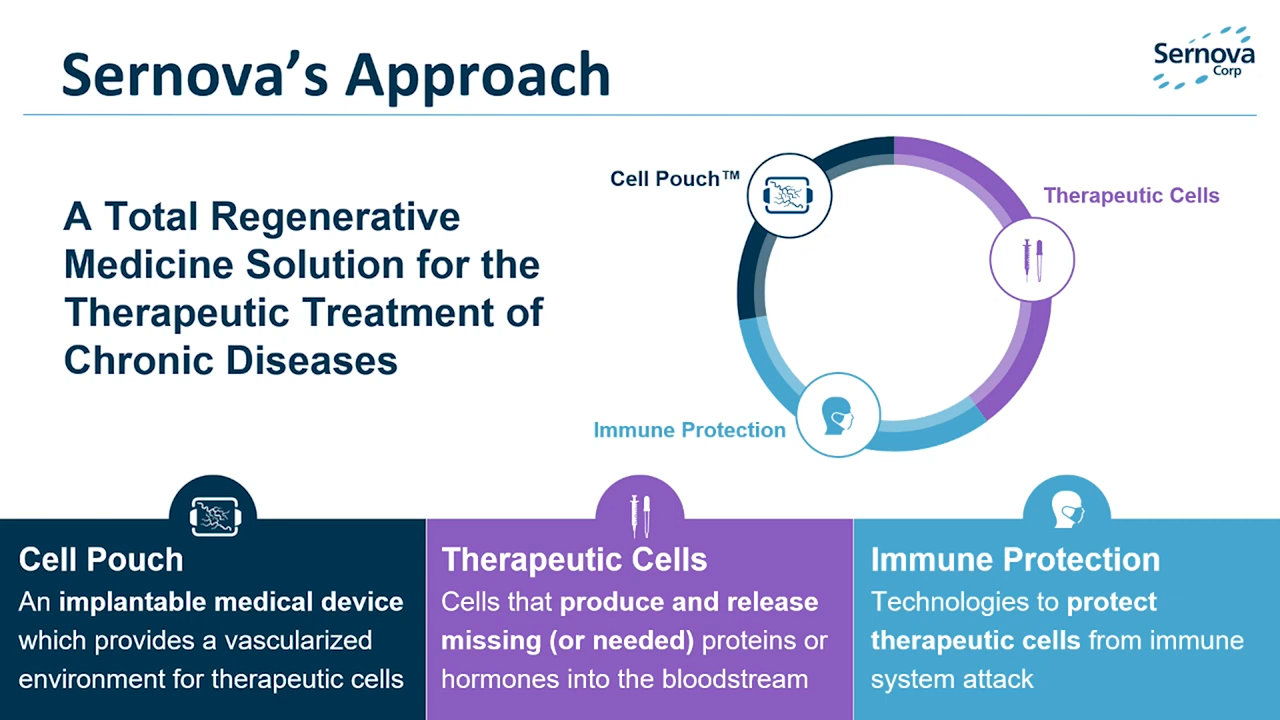 Sernova's Approach
Sernova
Corp
A Total Regenerative
Medicine Solution for the
Therapeutic Treatment of
Chronic Diseases
Cell Pouch™
Therapeutic Cells
Immune Protection
Cell Pouch
An implantable medical device
which provides a vascularized
environment for therapeutic cells
Therapeutic Cells
Cells that produce and release
missing (or needed) proteins or
hormones into the bloodstream
Immune Protection
Technologies to protect
therapeutic cells from immune
system attack